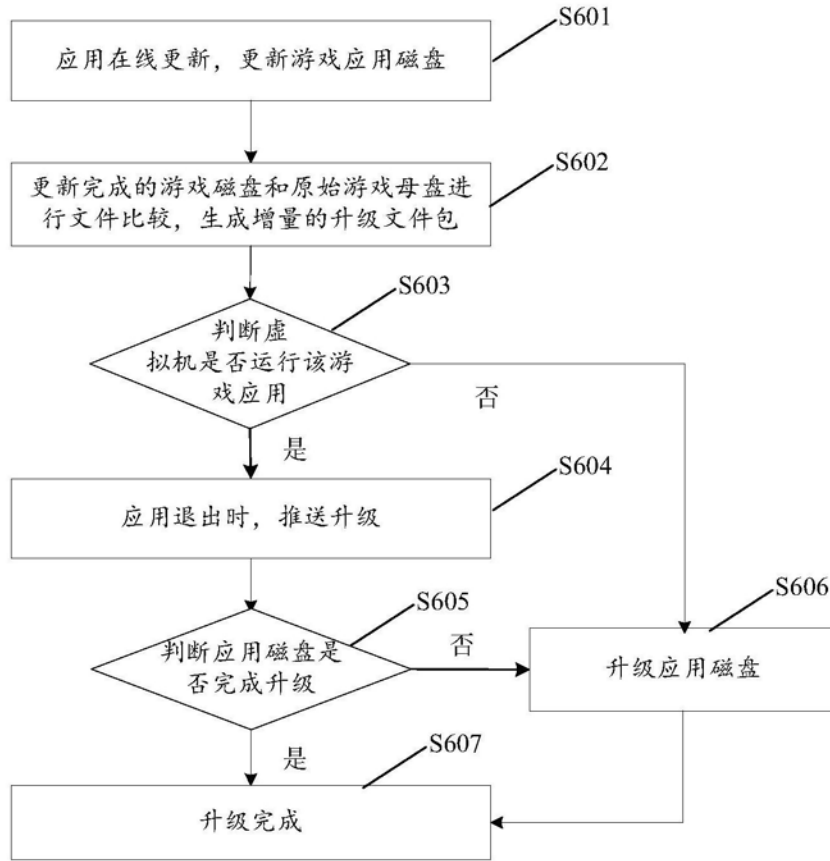 S601
应用在线更新，更新游戏应用磁盘
S602
更新完成的游戏磁盘和原始游戏母盘进
行文件比较，生成增量的升级文件包
S603
判断虚
拟机是否运行该游
戏应用
否
是
S604
应用退出时，推送升级
S605
判断应用磁盘是
否完成升级
否
S606
升级应用磁盘
是
S607
升级完成